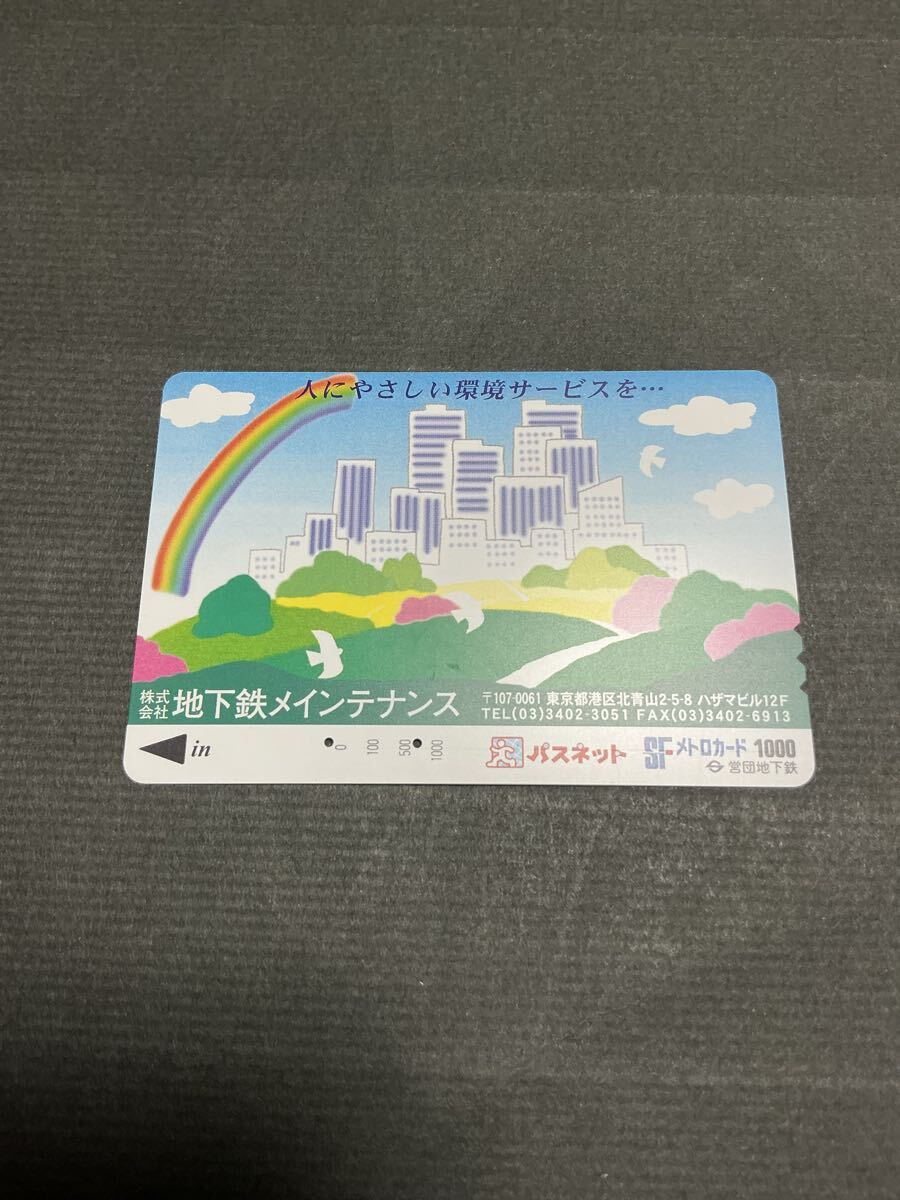 人にやさしい環境サービスを…
株式会社 地下鉄メインテナンス
〒107-0061 東京都港区北青山2-5-8 ハザマビル12F
TEL(03)3402-3051 FAX(03)3402-6913
in
0 100 500 1000
パスネット
SF メトロカード 1000
営団地下鉄